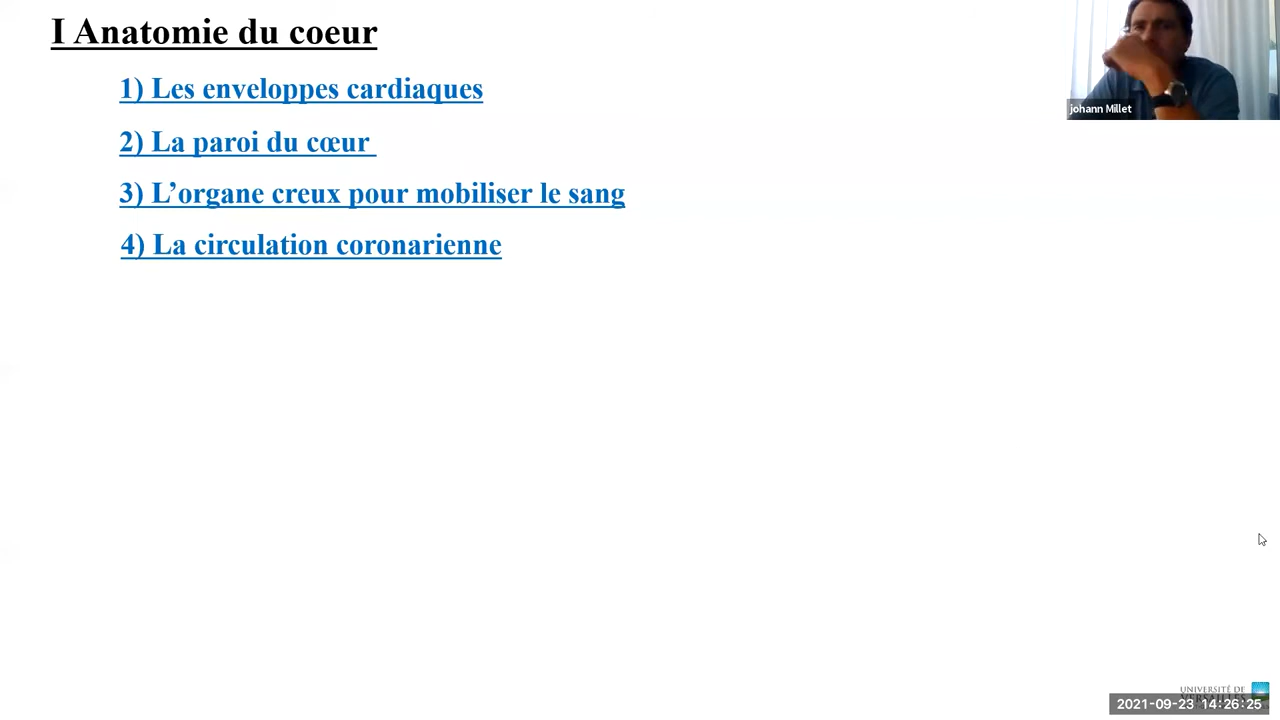 I Anatomie du coeur
1) Les enveloppes cardiaques
2) La paroi du cœur
3) L’organe creux pour mobiliser le sang
4) La circulation coronarienne
johann Millet
UNIVERSITÉ DE
VERSAILLES
2021-09-23 14:26:25